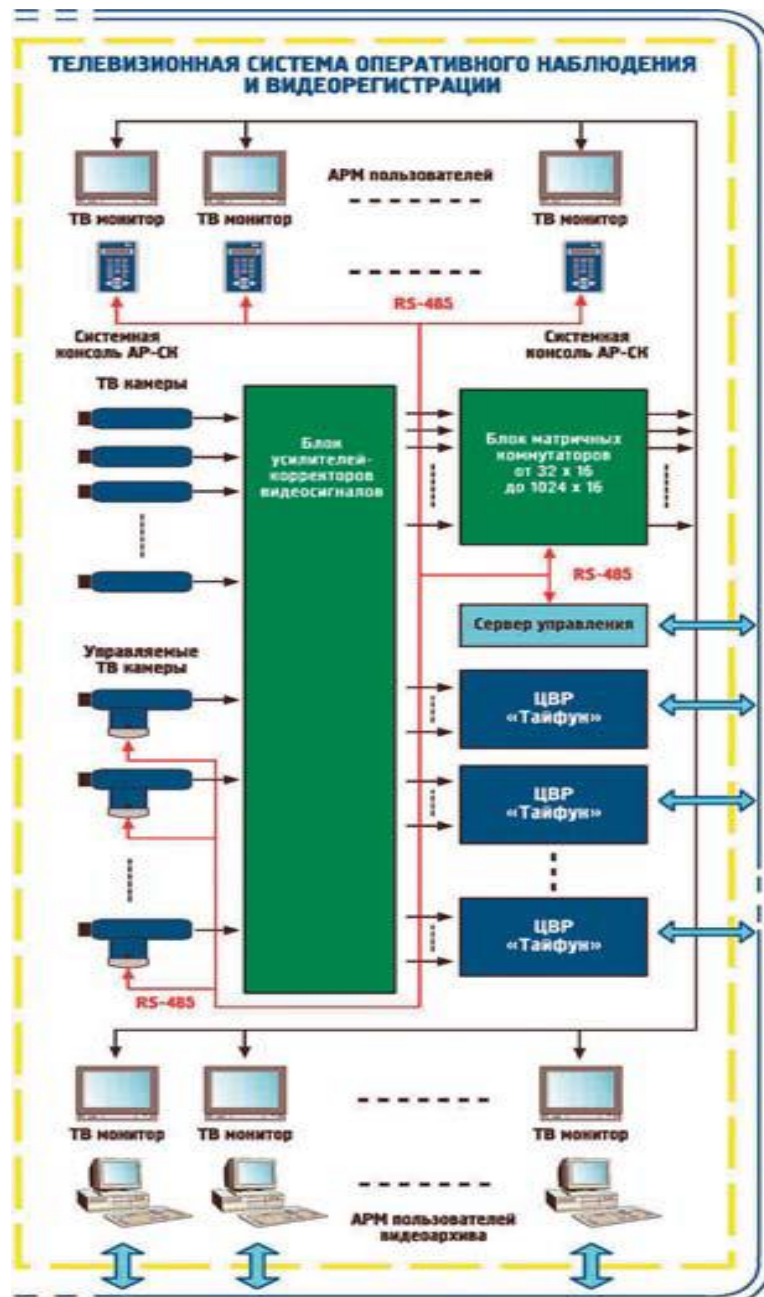 ТЕЛЕВИЗИОННАЯ СИСТЕМА ОПЕРАТИВНОГО НАБЛЮДЕНИЯ
И ВИДЕОРЕГИСТРАЦИИ
АРМ пользователей
ТВ монитор
ТВ монитор
ТВ монитор
RS-485
Системная
консоль АР-СК
Системная
консоль АР-СК
ТВ камеры
Блок
усилителей-
корректоров
видеосигналов
Блок матричных
коммутаторов
от 32 х 16
до 1024 х 16
RS-485
Сервер управления
Управляемые
ТВ камеры
ЦВР
«Тайфун»
ЦВР
«Тайфун»
ЦВР
«Тайфун»
RS-485
ТВ монитор
ТВ монитор
ТВ монитор
АРМ пользователей
видеоархива